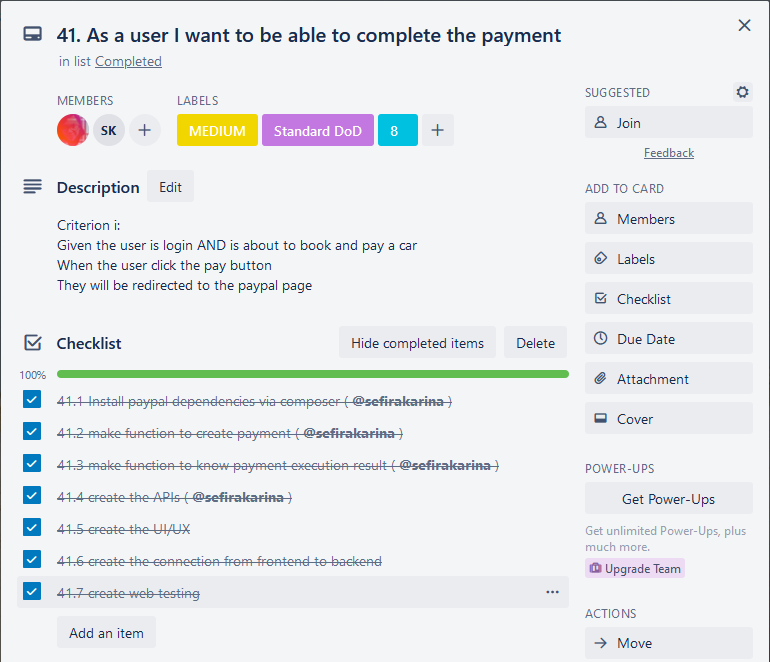 41. As a user I want to be able to complete the payment
in list Completed
MEMBERS
SK
LABELS
MEDIUM
Standard DoD
8
Description
Edit
Criterion i:
Given the user is login AND is about to book and pay a car
When the user click the pay button
They will be redirected to the paypal page
Checklist
Hide completed items
Delete
100%
41.1 Install paypal dependencies via composer ( @sefirakarina )
41.2 make function to create payment ( @sefirakarina )
41.3 make function to know payment execution result ( @sefirakarina )
41.4 create the APIs ( @sefirakarina )
41.5 create the UI/UX
41.6 create the connection from frontend to backend
41.7 create web testing
Add an item
SUGGESTED
Join
Feedback
ADD TO CARD
Members
Labels
Checklist
Due Date
Attachment
Cover
POWER-UPS
Get Power-Ups
Get unlimited Power-Ups, plus
much more.
Upgrade Team
ACTIONS
Move